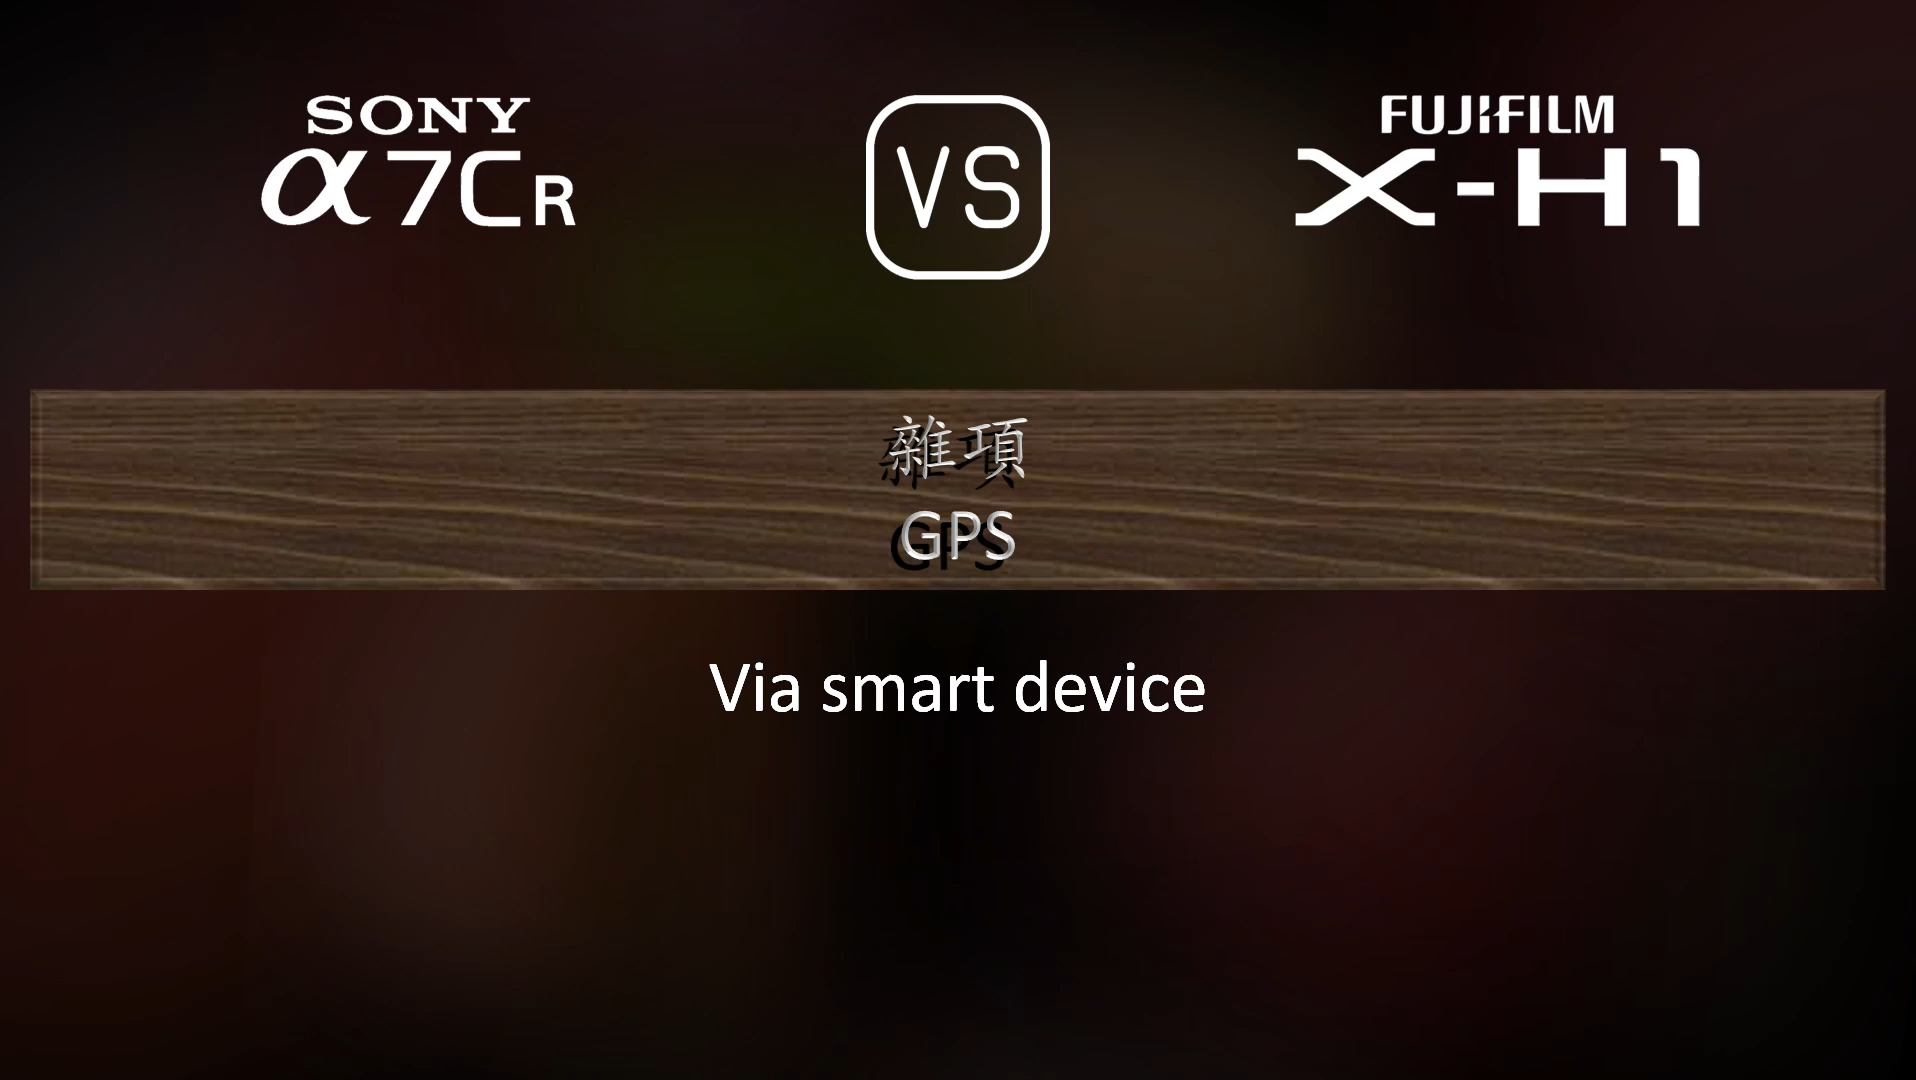 SONY
α7CR
VS
FUJIFILM
X-H1
雜項
GPS
Via smart device